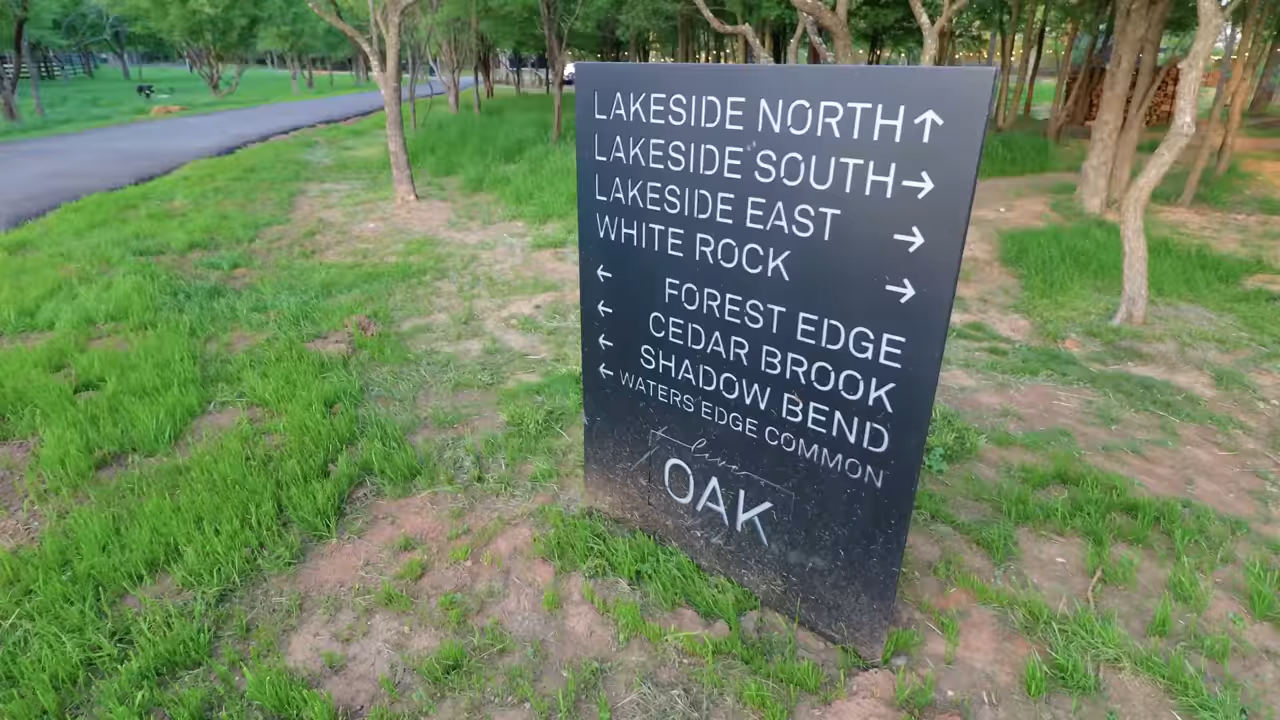 LAKESIDE NORTH ↑
LAKESIDE SOUTH →
LAKESIDE EAST →
WHITE ROCK →
← FOREST EDGE
← CEDAR BROOK
← SHADOW BEND
← WATERS EDGE COMMON
OAK